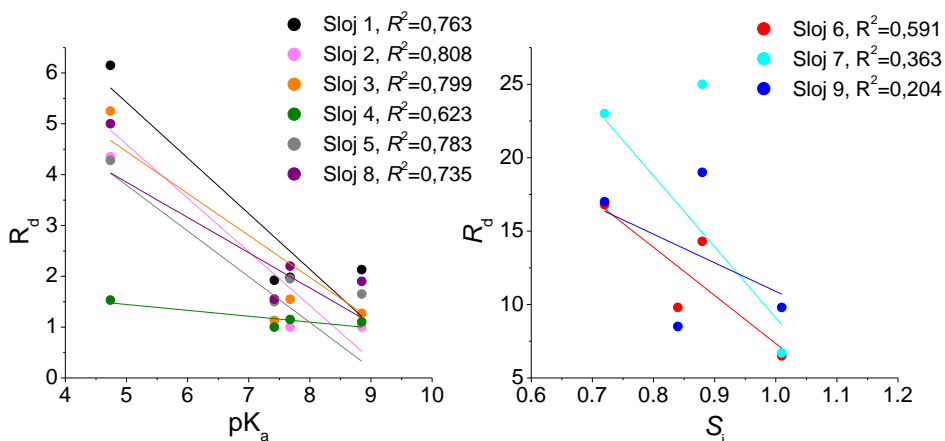 Sloj 1, R²=0,763
Sloj 2, R²=0,808
Sloj 3, R²=0,799
Sloj 4, R²=0,623
Sloj 5, R²=0,783
Sloj 8, R²=0,735
R_d
6
5
4
3
2
1
0
4 5 6 7 8 9 10
pK_a
Sloj 6, R²=0,591
Sloj 7, R²=0,363
Sloj 9, R²=0,204
R_d
25
20
15
10
5
0.6 0.7 0.8 0.9 1.0 1.1 1.2
S_i